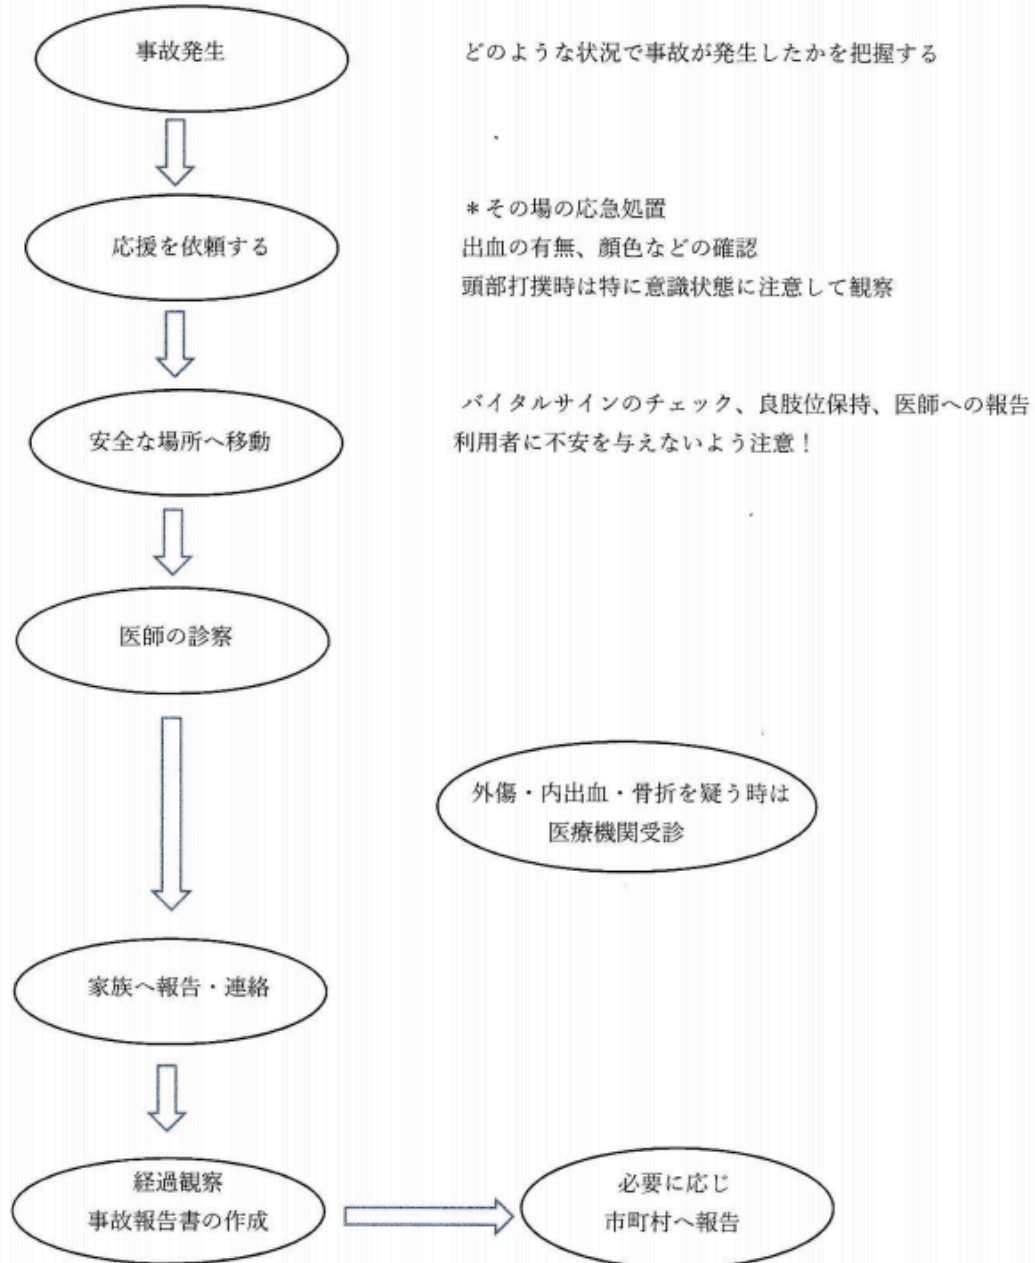 事故発生
どのような状況で事故が発生したかを把握する
応援を依頼する
＊その場の応急処置
出血の有無、顔色などの確認
頭部打撲時は特に意識状態に注意して観察
安全な場所へ移動
バイタルサインのチェック、良肢位保持、医師への報告
利用者に不安を与えないよう注意！
医師の診察
外傷・内出血・骨折を疑う時は
医療機関受診
家族へ報告・連絡
経過観察
事故報告書の作成
必要に応じ
市町村へ報告